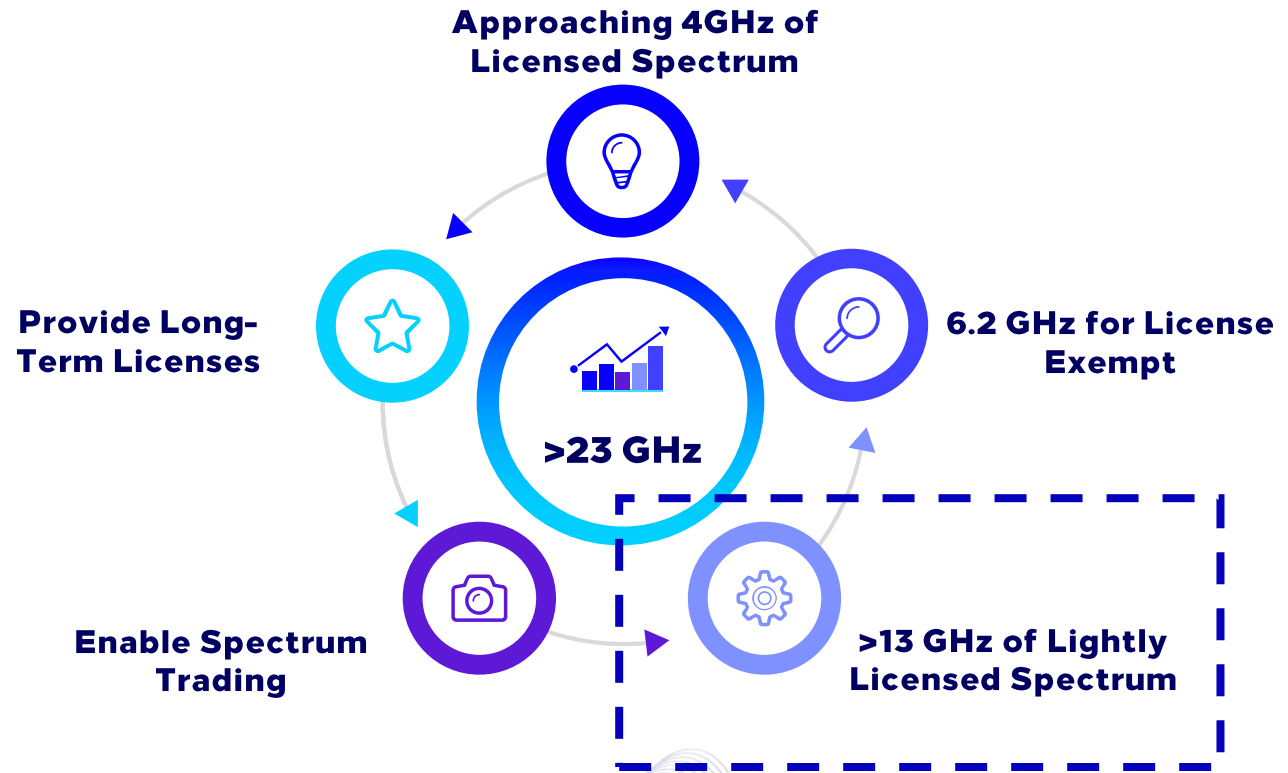 Approaching 4GHz of
Licensed Spectrum
Provide Long-
Term Licenses
6.2 GHz for License
Exempt
>23 GHz
Enable Spectrum
Trading
>13 GHz of Lightly
Licensed Spectrum